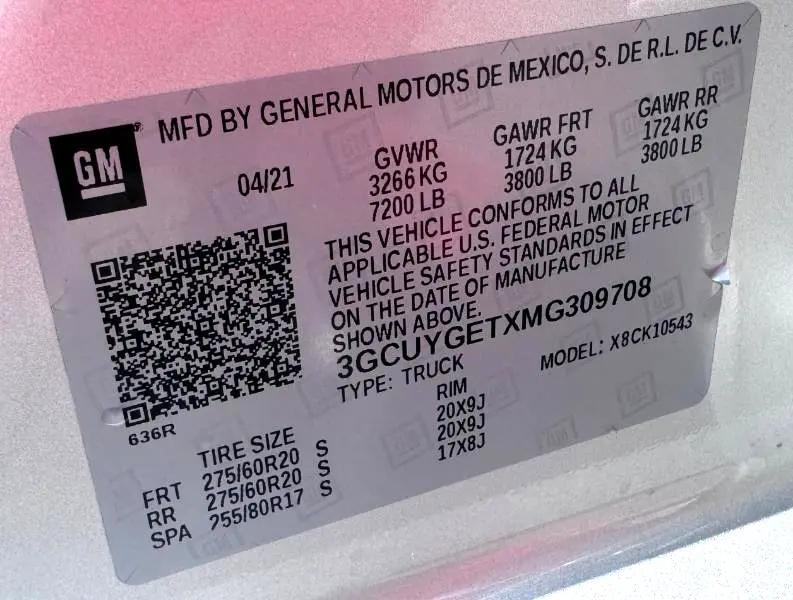 MFD BY GENERAL MOTORS DE MEXICO, S. DE R.L. DE C.V.
GM
04/21
GVWR GAWR FRT GAWR RR
3266 KG 1724 KG 1724 KG
7200 LB 3800 LB 3800 LB
THIS VEHICLE CONFORMS TO ALL
APPLICABLE U.S. FEDERAL MOTOR
VEHICLE SAFETY STANDARDS IN EFFECT
ON THE DATE OF MANUFACTURE
SHOWN ABOVE.
3GCUYGETXMG309708
TYPE: TRUCK MODEL: X8CK10543
636R
TIRE SIZE RIM
FRT 275/60R20 S 20X9J
RR 275/60R20 S 20X9J
SPA 255/80R17 S 17X8J